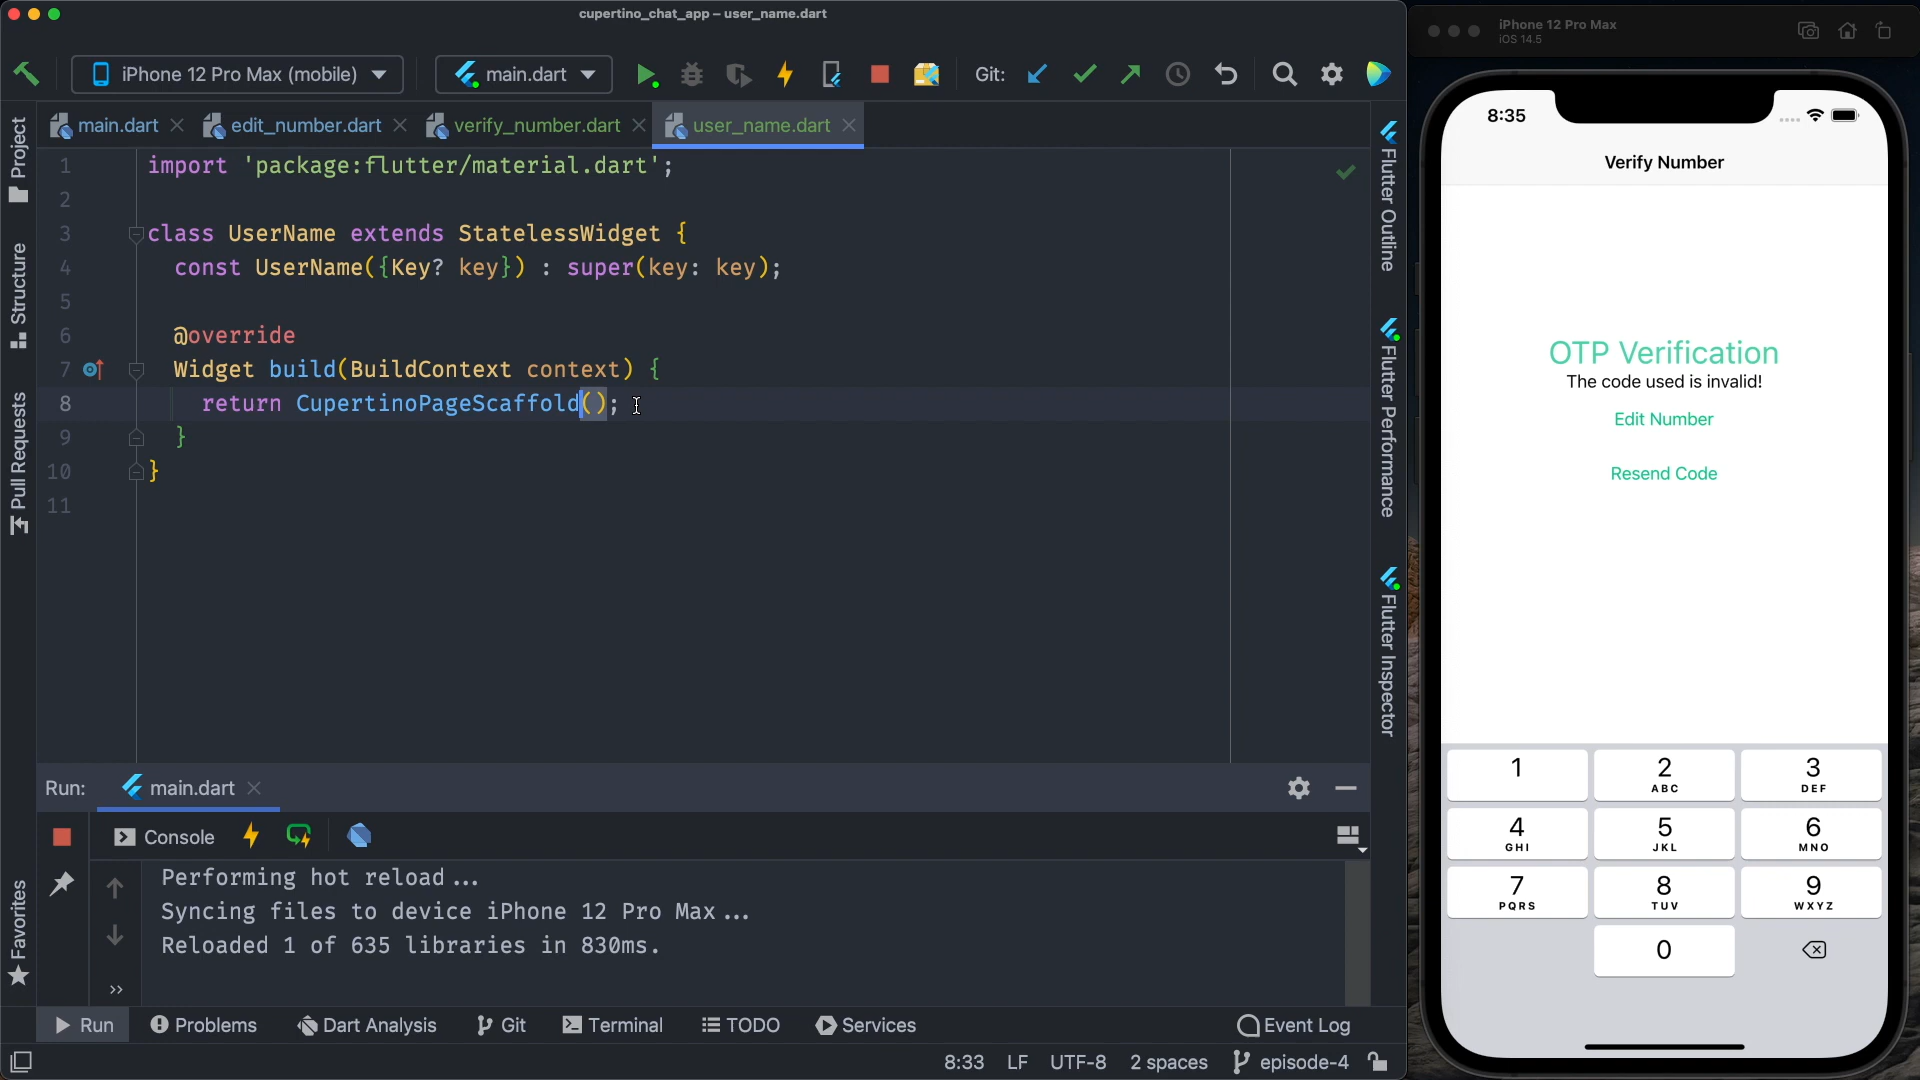 cupertino_chat_app – user_name.dart
iPhone 12 Pro Max (mobile)
main.dart
Git:
main.dart
edit_number.dart
verify_number.dart
user_name.dart
Project
Structure
Pull Requests
Favorites
1 import 'package:flutter/material.dart';
2
3 class UserName extends StatelessWidget {
4 const UserName({Key? key}) : super(key: key);
5
6 @override
7 Widget build(BuildContext context) {
8 return CupertinoPageScaffold();
9 }
10 }
11
Flutter Outline
Flutter Performance
Flutter Inspector
Run:
main.dart
Console
Performing hot reload...
Syncing files to device iPhone 12 Pro Max...
Reloaded 1 of 635 libraries in 830ms.
Run
Problems
Dart Analysis
Git
Terminal
TODO
Services
Event Log
8:33
LF
UTF-8
2 spaces
episode-4
iPhone 12 Pro Max
iOS 14.5
8:35
Verify Number
OTP Verification
The code used is invalid!
Edit Number
Resend Code
1
2
ABC
3
DEF
4
GHI
5
JKL
6
MNO
7
PQRS
8
TUV
9
WXYZ
0